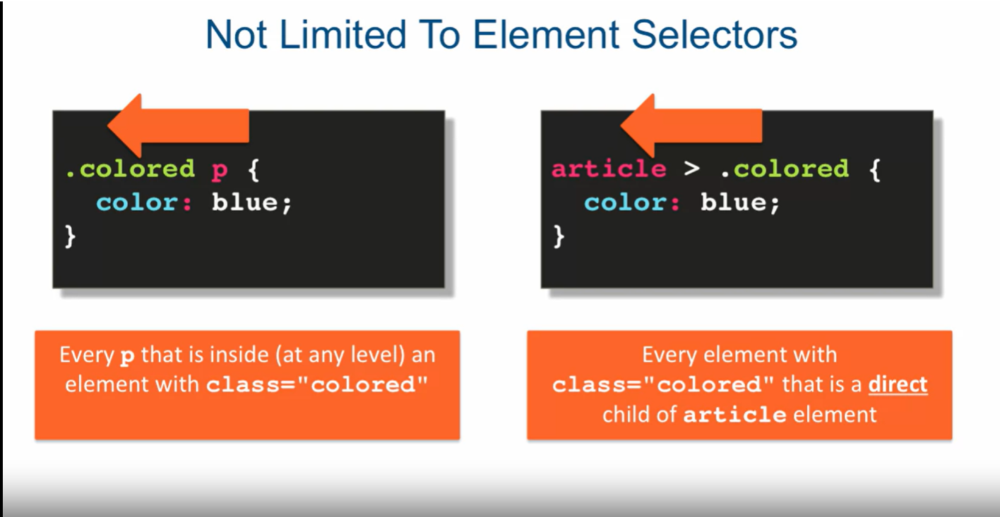 Not Limited To Element Selectors
.colored p {
color: blue;
}
Every p that is inside (at any level) an
element with class="colored"
article > .colored {
color: blue;
}
Every element with
class="colored" that is a direct
child of article element